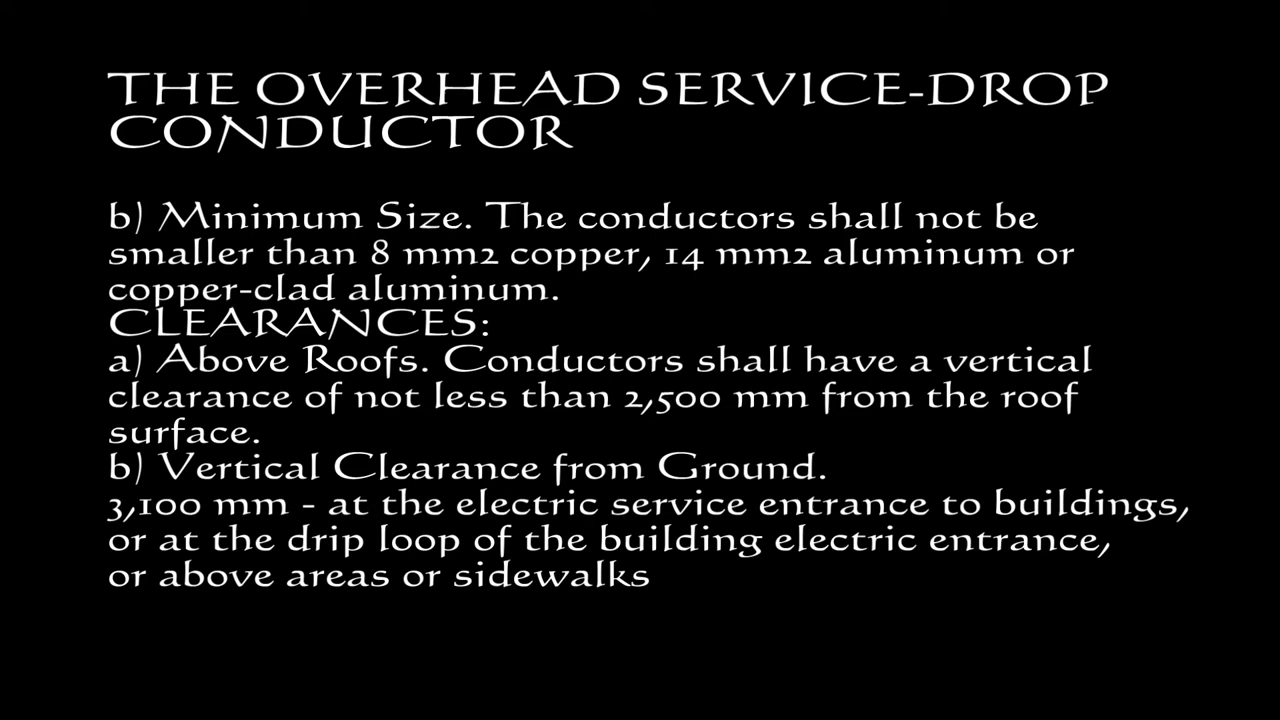 THE OVERHEAD SERVICE-DROP
CONDUCTOR
b) Minimum Size. The conductors shall not be
smaller than 8 mm2 copper, 14 mm2 aluminum or
copper-clad aluminum.
CLEARANCES:
a) Above Roofs. Conductors shall have a vertical
clearance of not less than 2,500 mm from the roof
surface.
b) Vertical Clearance from Ground.
3,100 mm - at the electric service entrance to buildings,
or at the drip loop of the building electric entrance,
or above areas or sidewalks